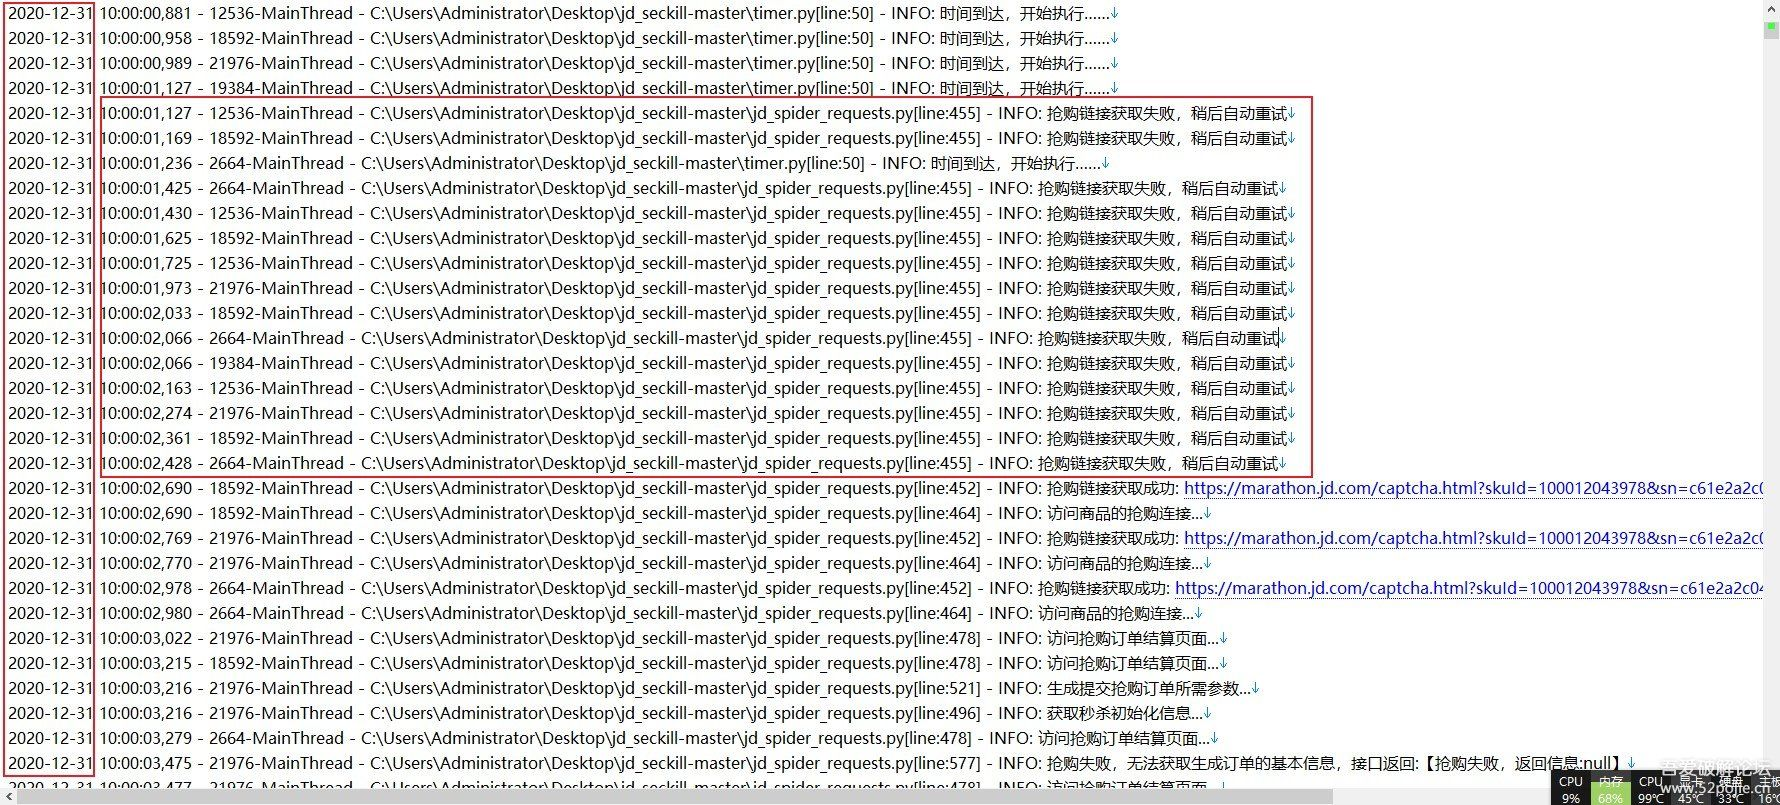 2020-12-31 10:00:00,881 - 12536-MainThread - C:\Users\Administrator\Desktop\jd_seckill-master\timer.py[line:50] - INFO: 时间到达，开始执行......↓
2020-12-31 10:00:00,958 - 18592-MainThread - C:\Users\Administrator\Desktop\jd_seckill-master\timer.py[line:50] - INFO: 时间到达，开始执行......↓
2020-12-31 10:00:00,989 - 21976-MainThread - C:\Users\Administrator\Desktop\jd_seckill-master\timer.py[line:50] - INFO: 时间到达，开始执行......↓
2020-12-31 10:00:01,127 - 19384-MainThread - C:\Users\Administrator\Desktop\jd_seckill-master\timer.py[line:50] - INFO: 时间到达，开始执行......↓
2020-12-31 10:00:01,127 - 12536-MainThread - C:\Users\Administrator\Desktop\jd_seckill-master\jd_spider_requests.py[line:455] - INFO: 抢购链接获取失败，稍后自动重试↓
2020-12-31 10:00:01,169 - 18592-MainThread - C:\Users\Administrator\Desktop\jd_seckill-master\jd_spider_requests.py[line:455] - INFO: 抢购链接获取失败，稍后自动重试↓
2020-12-31 10:00:01,236 - 2664-MainThread - C:\Users\Administrator\Desktop\jd_seckill-master\timer.py[line:50] - INFO: 时间到达，开始执行......↓
2020-12-31 10:00:01,425 - 2664-MainThread - C:\Users\Administrator\Desktop\jd_seckill-master\jd_spider_requests.py[line:455] - INFO: 抢购链接获取失败，稍后自动重试↓
2020-12-31 10:00:01,430 - 12536-MainThread - C:\Users\Administrator\Desktop\jd_seckill-master\jd_spider_requests.py[line:455] - INFO: 抢购链接获取失败，稍后自动重试↓
2020-12-31 10:00:01,625 - 18592-MainThread - C:\Users\Administrator\Desktop\jd_seckill-master\jd_spider_requests.py[line:455] - INFO: 抢购链接获取失败，稍后自动重试↓
2020-12-31 10:00:01,725 - 12536-MainThread - C:\Users\Administrator\Desktop\jd_seckill-master\jd_spider_requests.py[line:455] - INFO: 抢购链接获取失败，稍后自动重试↓
2020-12-31 10:00:01,973 - 21976-MainThread - C:\Users\Administrator\Desktop\jd_seckill-master\jd_spider_requests.py[line:455] - INFO: 抢购链接获取失败，稍后自动重试↓
2020-12-31 10:00:02,033 - 18592-MainThread - C:\Users\Administrator\Desktop\jd_seckill-master\jd_spider_requests.py[line:455] - INFO: 抢购链接获取失败，稍后自动重试↓
2020-12-31 10:00:02,066 - 2664-MainThread - C:\Users\Administrator\Desktop\jd_seckill-master\jd_spider_requests.py[line:455] - INFO: 抢购链接获取失败，稍后自动重试↓
2020-12-31 10:00:02,066 - 19384-MainThread - C:\Users\Administrator\Desktop\jd_seckill-master\jd_spider_requests.py[line:455] - INFO: 抢购链接获取失败，稍后自动重试↓
2020-12-31 10:00:02,163 - 12536-MainThread - C:\Users\Administrator\Desktop\jd_seckill-master\jd_spider_requests.py[line:455] - INFO: 抢购链接获取失败，稍后自动重试↓
2020-12-31 10:00:02,274 - 21976-MainThread - C:\Users\Administrator\Desktop\jd_seckill-master\jd_spider_requests.py[line:455] - INFO: 抢购链接获取失败，稍后自动重试↓
2020-12-31 10:00:02,361 - 18592-MainThread - C:\Users\Administrator\Desktop\jd_seckill-master\jd_spider_requests.py[line:455] - INFO: 抢购链接获取失败，稍后自动重试↓
2020-12-31 10:00:02,428 - 2664-MainThread - C:\Users\Administrator\Desktop\jd_seckill-master\jd_spider_requests.py[line:455] - INFO: 抢购链接获取失败，稍后自动重试↓
2020-12-31 10:00:02,690 - 18592-MainThread - C:\Users\Administrator\Desktop\jd_seckill-master\jd_spider_requests.py[line:452] - INFO: 抢购链接获取成功: https://marathon.jd.com/captcha.html?skuId=100012043978&sn=c61e2a2c0
2020-12-31 10:00:02,690 - 18592-MainThread - C:\Users\Administrator\Desktop\jd_seckill-master\jd_spider_requests.py[line:464] - INFO: 访问商品的抢购连接...↓
2020-12-31 10:00:02,769 - 21976-MainThread - C:\Users\Administrator\Desktop\jd_seckill-master\jd_spider_requests.py[line:452] - INFO: 抢购链接获取成功: https://marathon.jd.com/captcha.html?skuId=100012043978&sn=c61e2a2c0
2020-12-31 10:00:02,770 - 21976-MainThread - C:\Users\Administrator\Desktop\jd_seckill-master\jd_spider_requests.py[line:464] - INFO: 访问商品的抢购连接...↓
2020-12-31 10:00:02,978 - 2664-MainThread - C:\Users\Administrator\Desktop\jd_seckill-master\jd_spider_requests.py[line:452] - INFO: 抢购链接获取成功: https://marathon.jd.com/captcha.html?skuId=100012043978&sn=c61e2a2c04
2020-12-31 10:00:02,980 - 2664-MainThread - C:\Users\Administrator\Desktop\jd_seckill-master\jd_spider_requests.py[line:464] - INFO: 访问商品的抢购连接...↓
2020-12-31 10:00:03,022 - 21976-MainThread - C:\Users\Administrator\Desktop\jd_seckill-master\jd_spider_requests.py[line:478] - INFO: 访问抢购订单结算页面...↓
2020-12-31 10:00:03,215 - 18592-MainThread - C:\Users\Administrator\Desktop\jd_seckill-master\jd_spider_requests.py[line:478] - INFO: 访问抢购订单结算页面...↓
2020-12-31 10:00:03,216 - 21976-MainThread - C:\Users\Administrator\Desktop\jd_seckill-master\jd_spider_requests.py[line:521] - INFO: 生成提交抢购订单所需参数...↓
2020-12-31 10:00:03,216 - 21976-MainThread - C:\Users\Administrator\Desktop\jd_seckill-master\jd_spider_requests.py[line:496] - INFO: 获取秒杀初始化信息...↓
2020-12-31 10:00:03,279 - 2664-MainThread - C:\Users\Administrator\Desktop\jd_seckill-master\jd_spider_requests.py[line:478] - INFO: 访问抢购订单结算页面...↓
2020-12-31 10:00:03,475 - 21976-MainThread - C:\Users\Administrator\Desktop\jd_seckill-master\jd_spider_requests.py[line:577] - INFO: 抢购失败，无法获取生成订单的基本信息，接口返回:【抢购失败，返回信息:null】↓
吾爱破解论坛
CPU 内存 CPU 显卡 硬盘 主板
www.52pojie.cn
9% 68% 99℃ 45℃ 33℃ 16℃